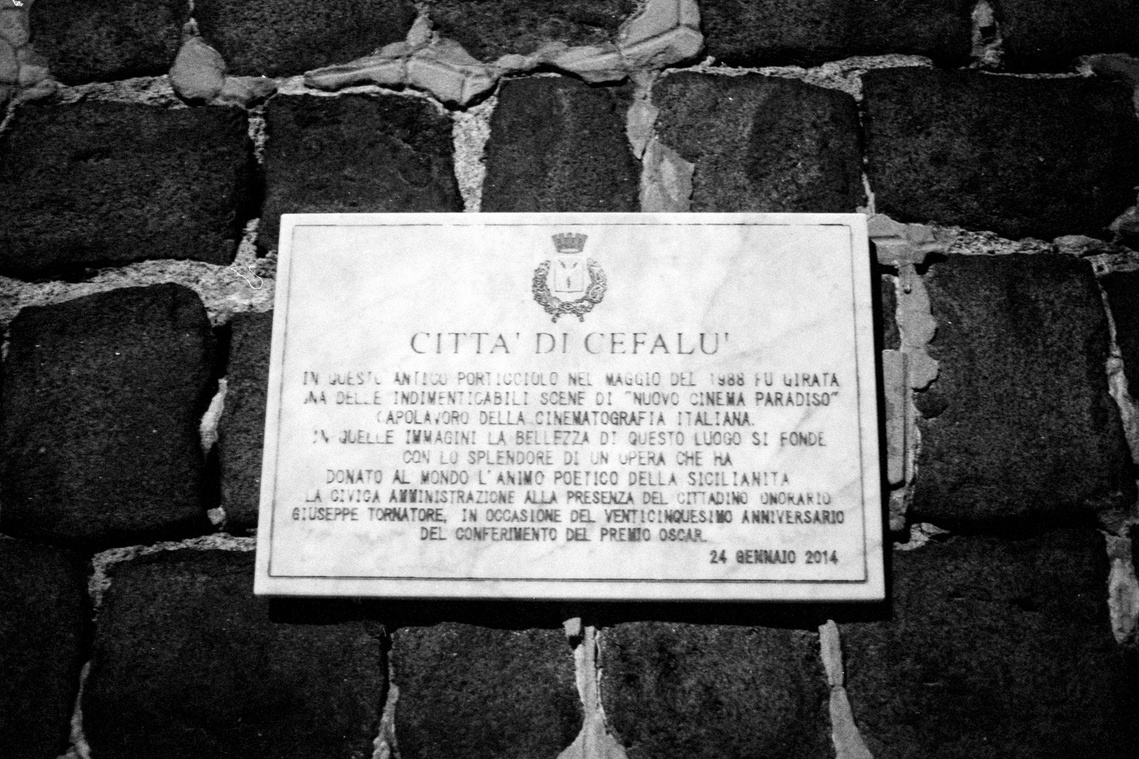 CITTA' DI CEFALU'
IN QUESTO ANTICO PORTICCIOLO NEL MAGGIO DEL 1988 FU GIRATA
UNA DELLE INDIMENTICABILI SCENE DI "NUOVO CINEMA PARADISO"
CAPOLAVORO DELLA CINEMATOGRAFIA ITALIANA.
IN QUELLE IMMAGINI LA BELLEZZA DI QUESTO LUOGO SI FONDE
CON LO SPLENDORE DI UN OPERA CHE HA
DONATO AL MONDO L'ANIMO POETICO DELLA SICILIANITA
LA CIVICA AMMINISTRAZIONE ALLA PRESENZA DEL CITTADINO ONORARIO
GIUSEPPE TORNATORE, IN OCCASIONE DEL VENTICINQUESIMO ANNIVERSARIO
DEL CONFERIMENTO DEL PREMIO OSCAR.
24 GENNAIO 2014